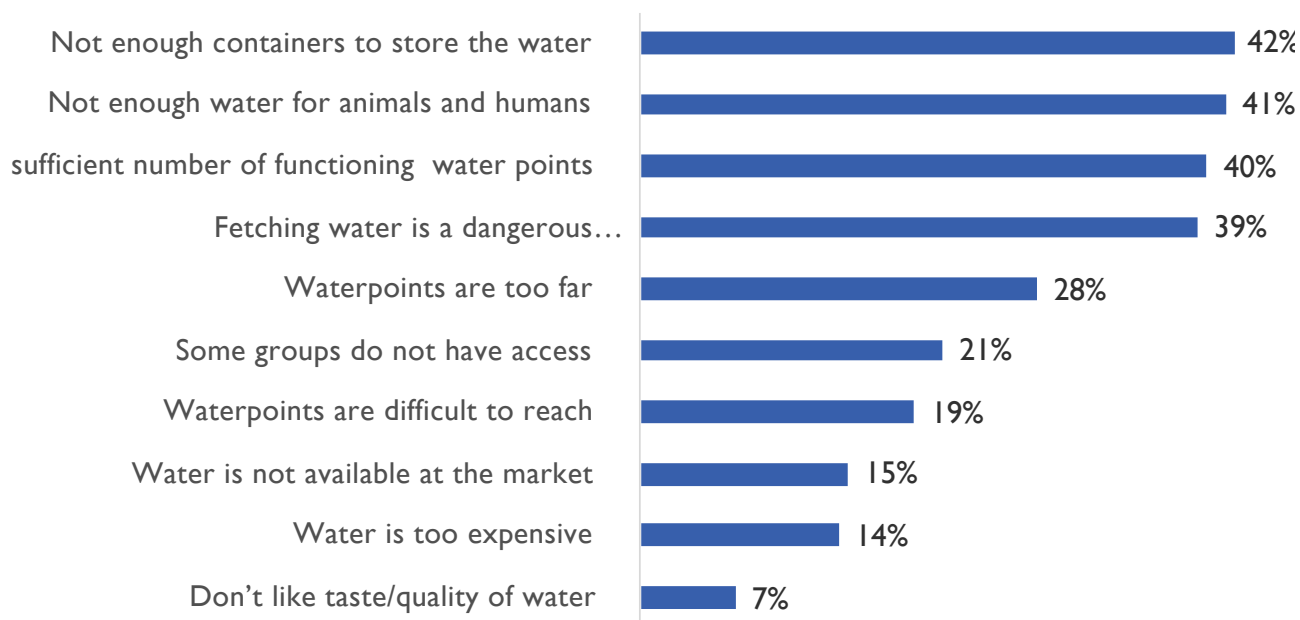 Not enough containers to store the water 42%
Not enough water for animals and humans 41%
sufficient number of functioning water points 40%
Fetching water is a dangerous… 39%
Waterpoints are too far 28%
Some groups do not have access 21%
Waterpoints are difficult to reach 19%
Water is not available at the market 15%
Water is too expensive 14%
Don’t like taste/quality of water 7%